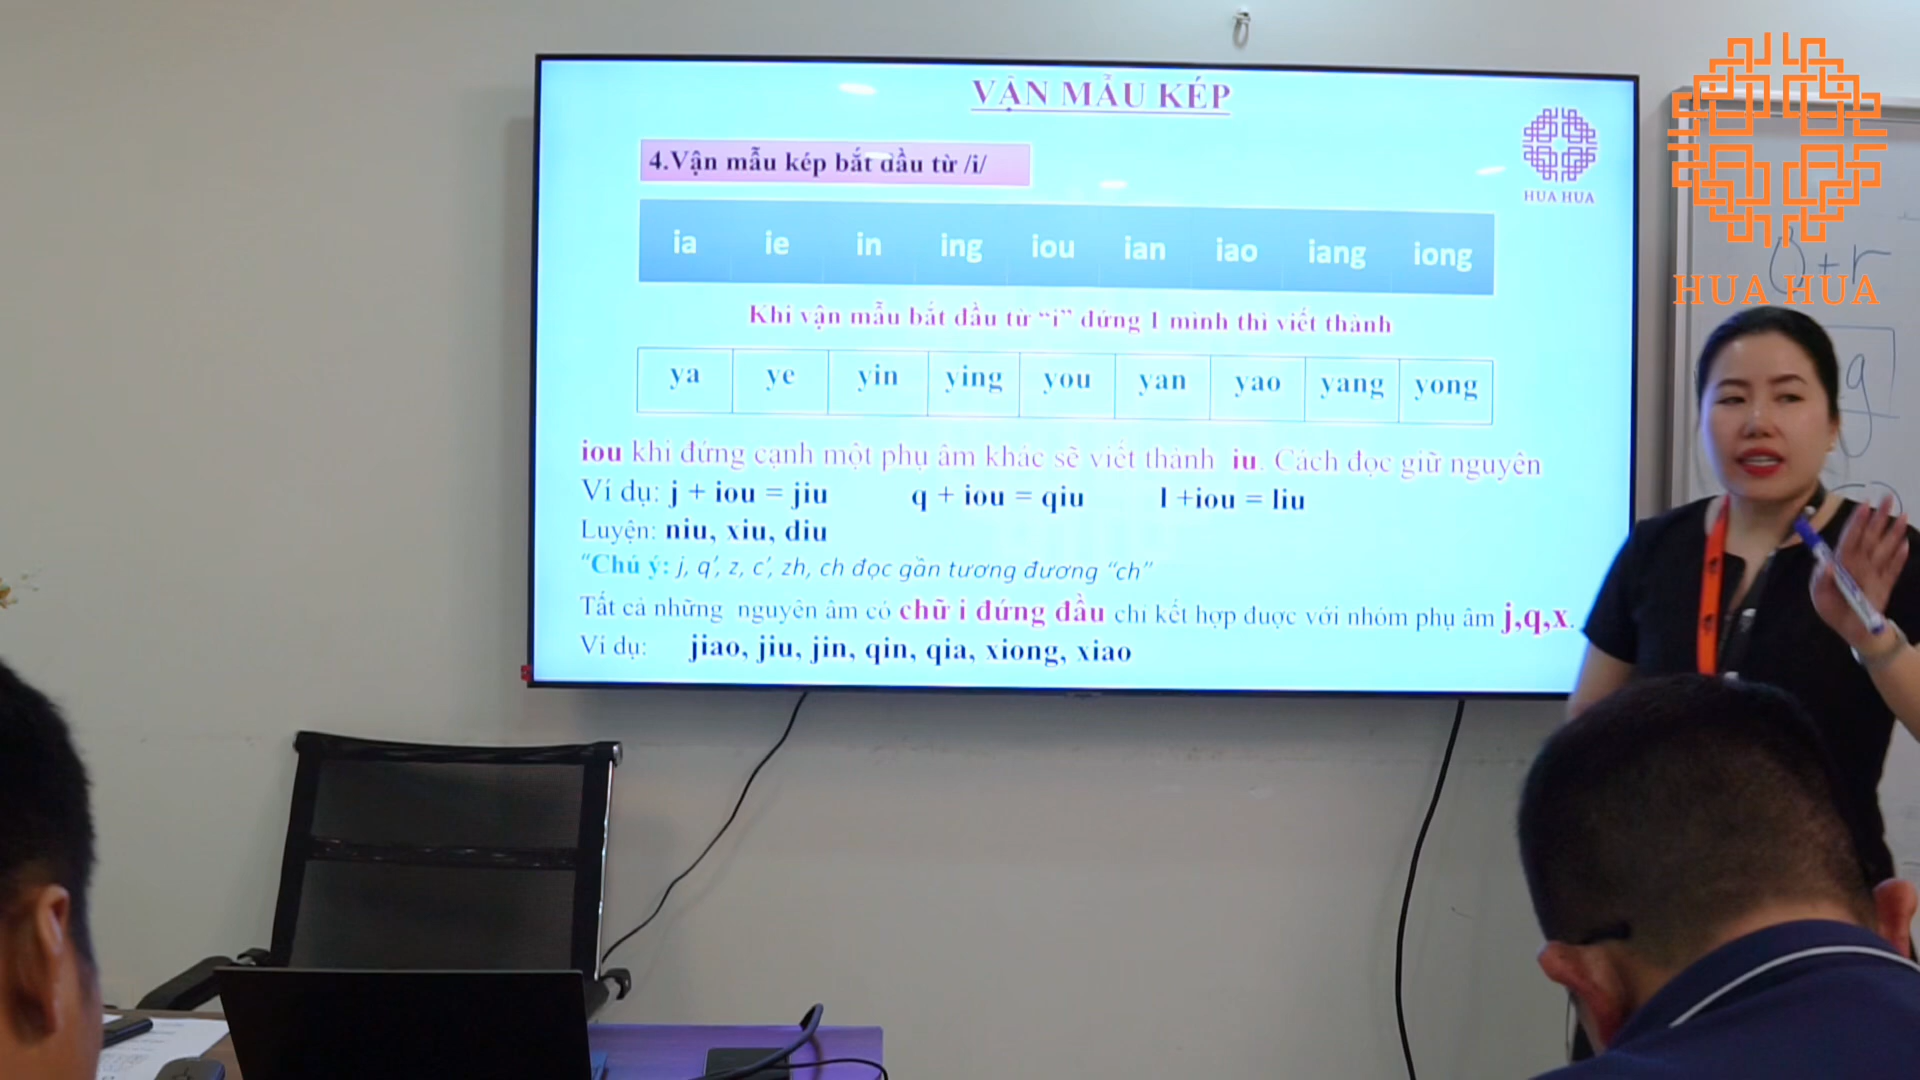 VẬN MẪU KÉP
4.Vận mẫu kép bắt đầu từ /i/
HUA HUA
ia ie in ing iou ian iao iang iong
Khi vận mẫu bắt đầu từ “i” đứng 1 mình thì viết thành
ya ye yin ying you yan yao yang yong
iou khi đứng cạnh một phụ âm khác sẽ viết thành iu. Cách đọc giữ nguyên
Ví dụ: j + iou = jiu q + iou = qiu l +iou = liu
Luyện: niu, xiu, diu
“Chú ý: j, q’, z, c’, zh, ch đọc gần tương đương “ch”
Tất cả những nguyên âm có chữ i đứng đầu chỉ kết hợp được với nhóm phụ âm j,q,x.
Ví dụ: jiao, jiu, jin, qin, qia, xiong, xiao
HUA HUA
+r
g